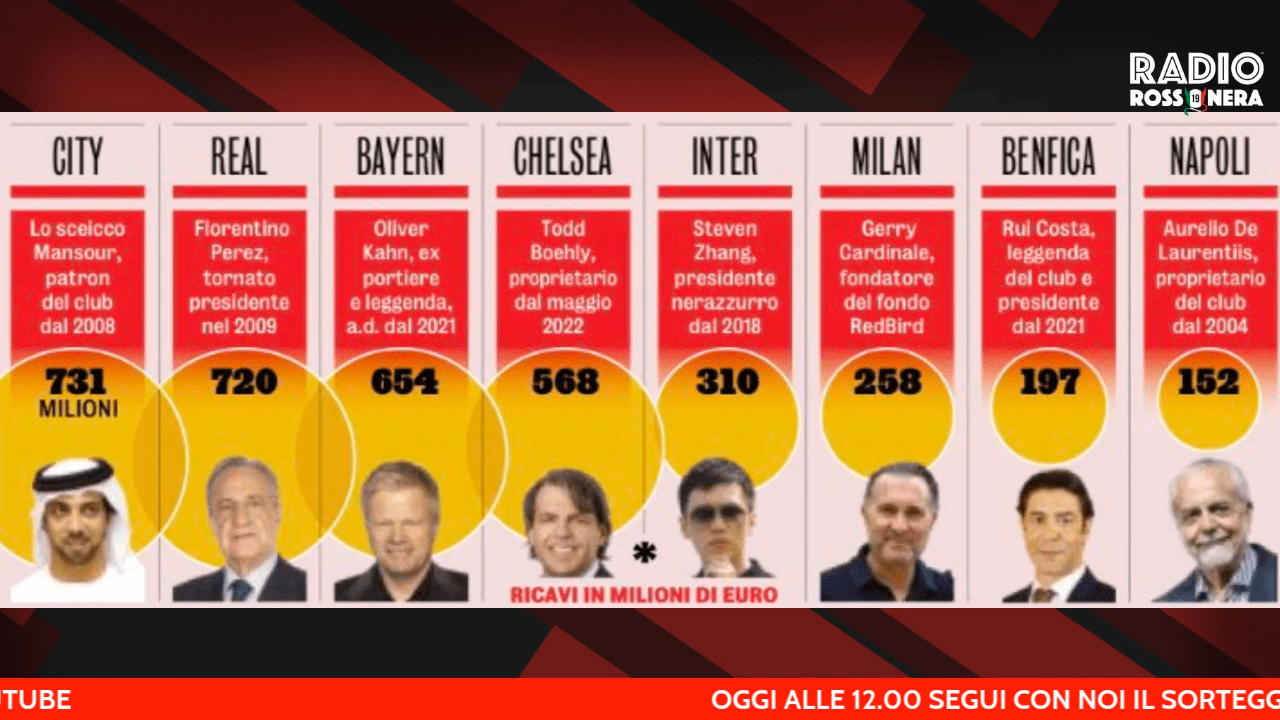 RADIO
ROSSONERA
19
CITY
Lo sceicco
Mansour,
patron
del club
dal 2008
731
MILIONI
REAL
Florentino
Perez,
tornato
presidente
nel 2009
720
BAYERN
Oliver
Kahn, ex
portiere
e leggenda,
a.d. dal 2021
654
CHELSEA
Todd
Boehly,
proprietario
dal maggio
2022
568
INTER
Steven
Zhang,
presidente
nerazzurro
dal 2018
310
MILAN
Gerry
Cardinale,
fondatore
del fondo
RedBird
258
BENFICA
Rui Costa,
leggenda
del club e
presidente
dal 2021
197
NAPOLI
Aurelio De
Laurentiis,
proprietario
del club
dal 2004
152
*
RICAVI IN MILIONI DI EURO
UTUBE
OGGI ALLE 12.00 SEGUI CON NOI IL SORTEGG